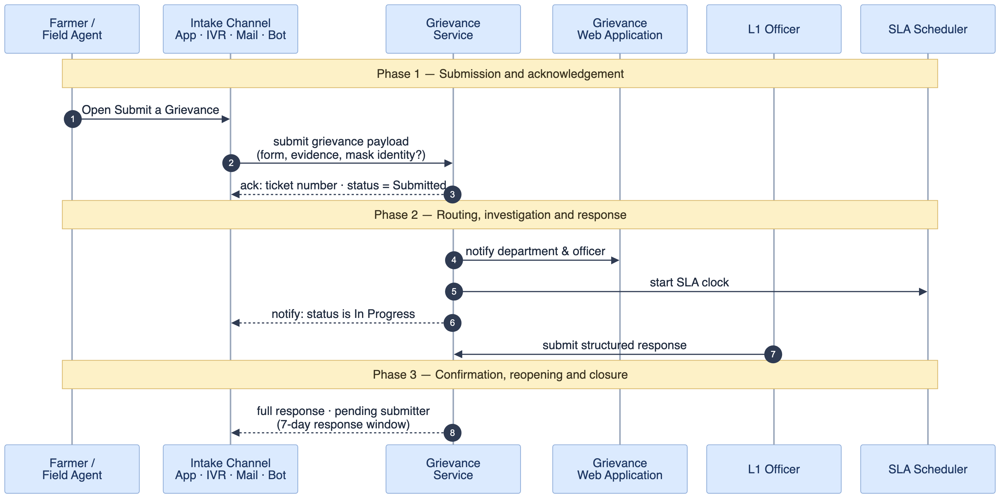 Farmer /
Field Agent
Intake Channel
App · IVR · Mail · Bot
Grievance
Service
Grievance
Web Application
L1 Officer
SLA Scheduler
Phase 1 — Submission and acknowledgement
1
Open Submit a Grievance
submit grievance payload
(form, evidence, mask identity?)
2
ack: ticket number · status = Submitted
3
Phase 2 — Routing, investigation and response
4
notify department & officer
start SLA clock
5
notify: status is In Progress
6
submit structured response
7
Phase 3 — Confirmation, reopening and closure
full response · pending submitter
(7-day response window)
8
Farmer /
Field Agent
Intake Channel
App · IVR · Mail · Bot
Grievance
Service
Grievance
Web Application
L1 Officer
SLA Scheduler